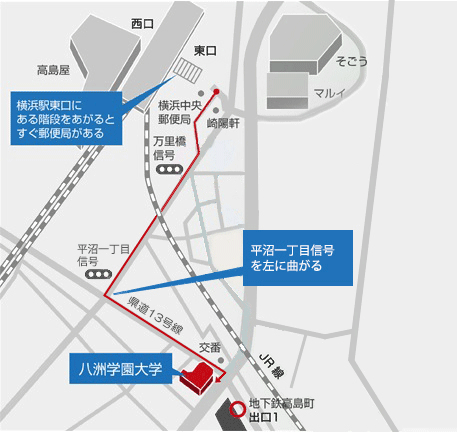 西口
東口
高島屋
そごう
マルイ
横浜駅東口に
ある階段をあがると
すぐ郵便局がある
横浜中央
郵便局
崎陽軒
万里橋
信号
平沼一丁目
信号
平沼一丁目信号
を左に曲がる
県道13号線
交番
JR線
八洲学園大学
地下鉄高島町
出口1